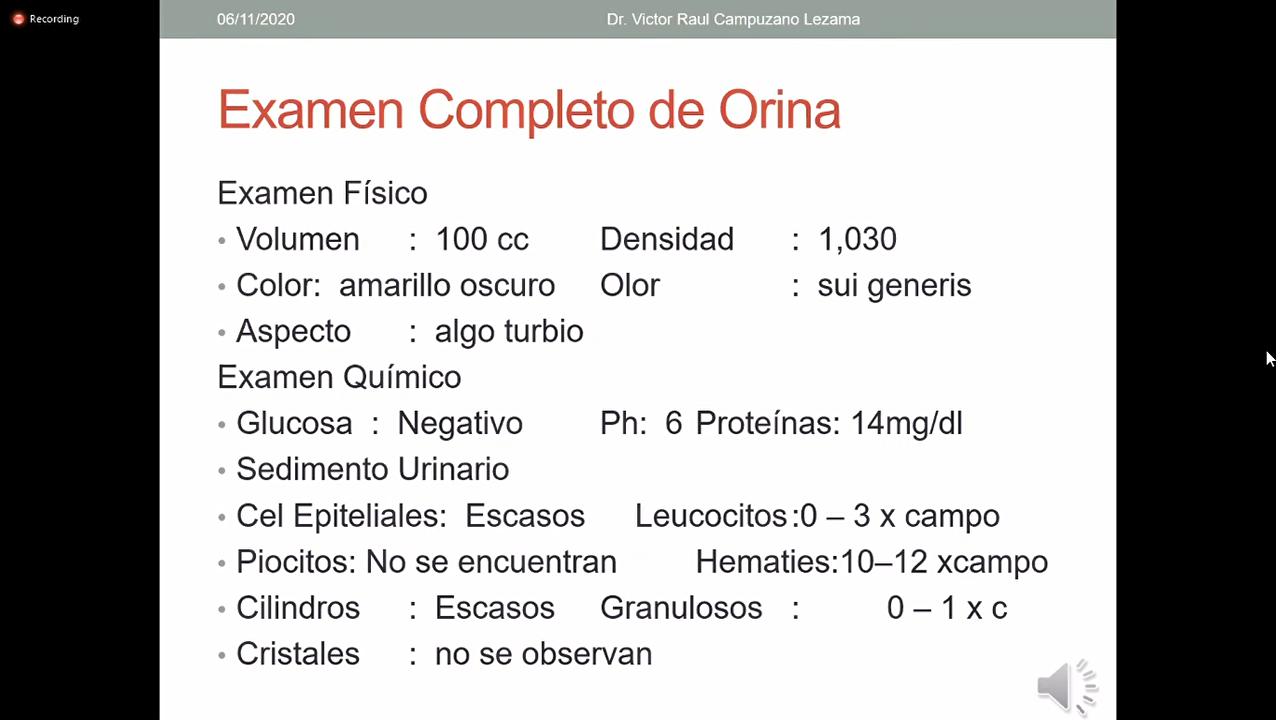 Recording
06/11/2020 Dr. Victor Raul Campuzano Lezama
Examen Completo de Orina
Examen Físico
• Volumen : 100 cc Densidad : 1,030
• Color: amarillo oscuro Olor : sui generis
• Aspecto : algo turbio
Examen Químico
• Glucosa : Negativo Ph: 6 Proteínas: 14mg/dl
• Sedimento Urinario
• Cel Epiteliales: Escasos Leucocitos:0 – 3 x campo
• Piocitos: No se encuentran Hematies:10–12 xcampo
• Cilindros : Escasos Granulosos : 0 – 1 x c
• Cristales : no se observan